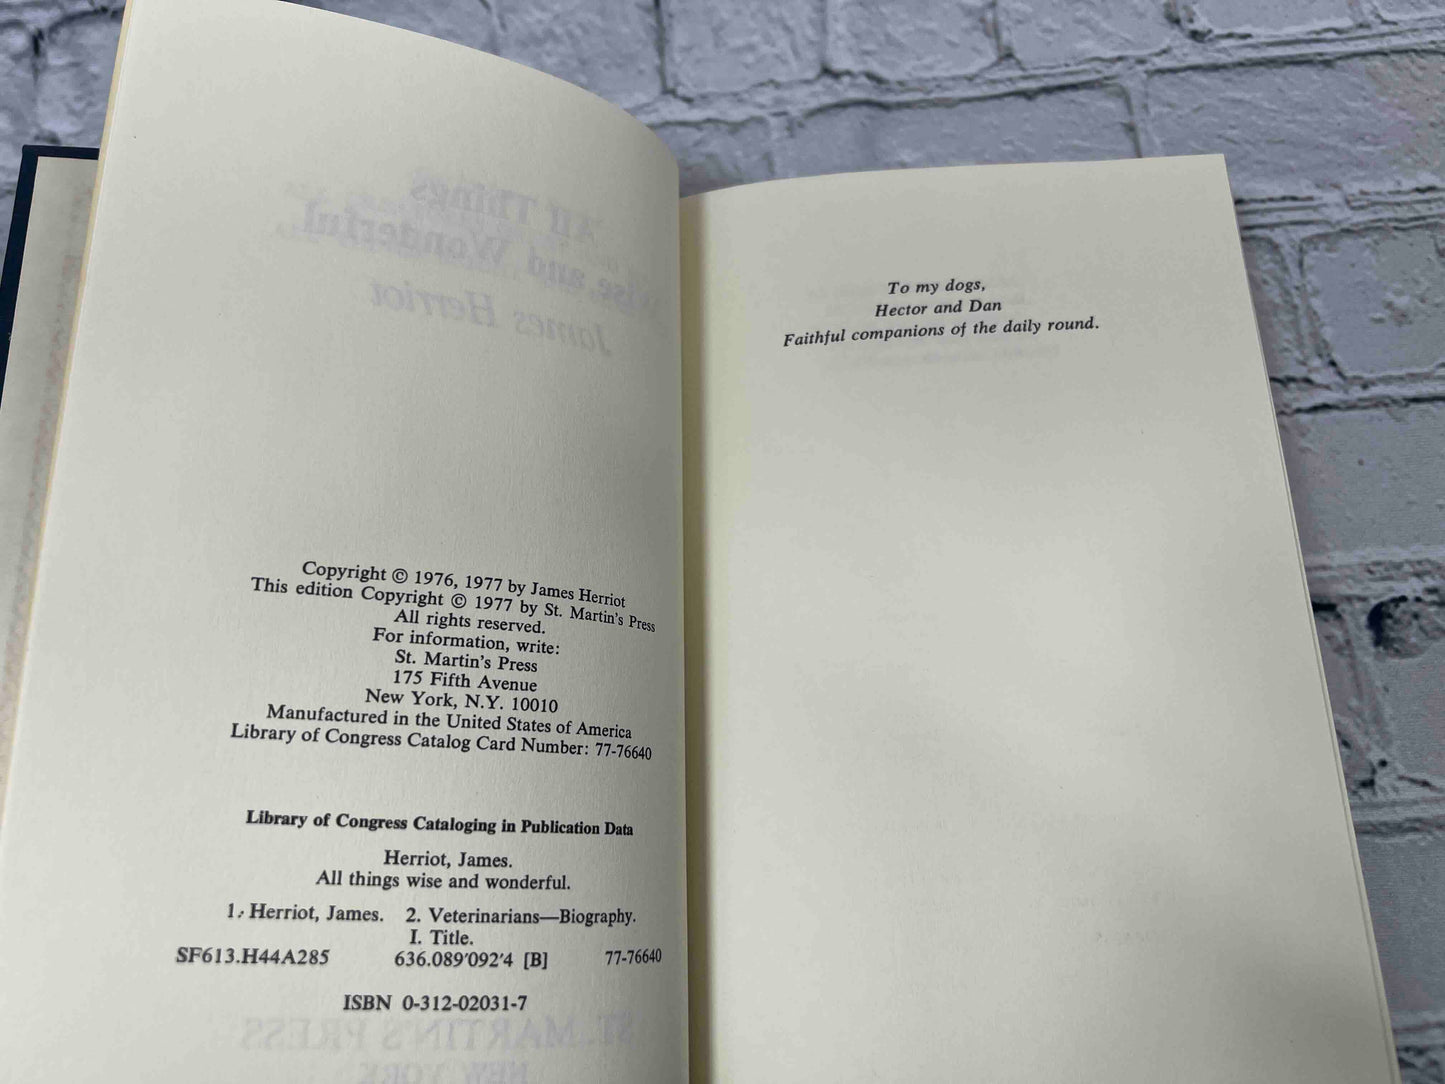 Copyright © 1976, 1977 by James Herriot
This edition Copyright © 1977 by St. Martin's Press
All rights reserved.
For information, write:
St. Martin's Press
175 Fifth Avenue
New York, N.Y. 10010
Manufactured in the United States of America
Library of Congress Catalog Card Number: 77-76640
Library of Congress Cataloging in Publication Data
Herriot, James.
All things wise and wonderful.
1. Herriot, James. 2. Veterinarians—Biography.
I. Title.
SF613.H44A285 636.089'092'4 [B] 77-76640
ISBN 0-312-02031-7
To my dogs,
Hector and Dan
Faithful companions of the daily round.